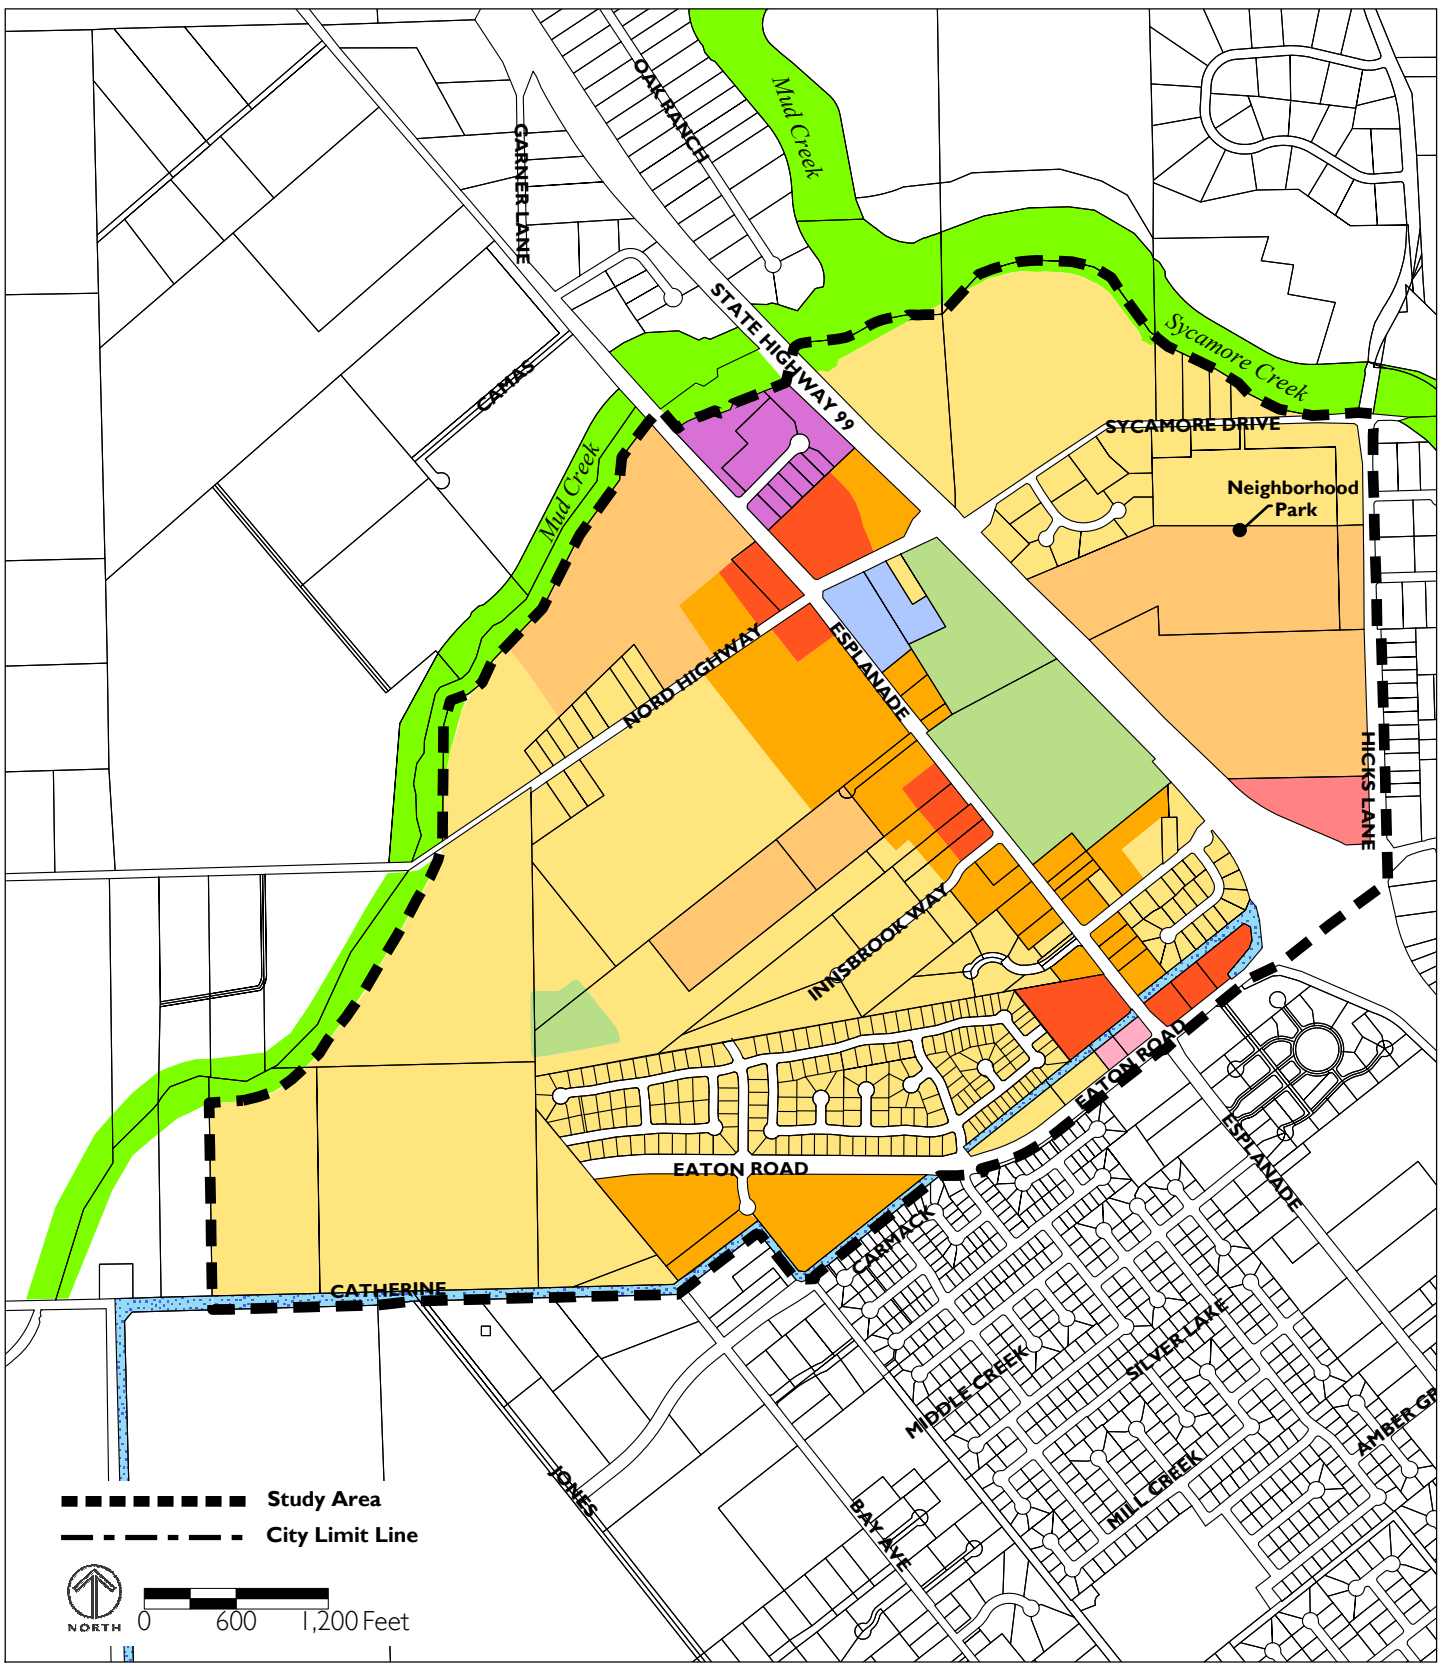 OAK RANCH
Mud Creek
GARNER LANE
STATE HIGHWAY 99
Sycamore Creek
CAMAS
SYCAMORE DRIVE
Mud Creek
Neighborhood
Park
NORD HIGHWAY
ESPLANADE
HICKS LANE
INNSBROOK WAY
EATON ROAD
ESPLANADE
EATON ROAD
CARMACK
CATHERINE
MIDDLE CREEK
SILVER LAKE
AMBER GR
MILL CREEK
JONES
BAY AVE
Study Area
City Limit Line
NORTH
0 600 1,200 Feet